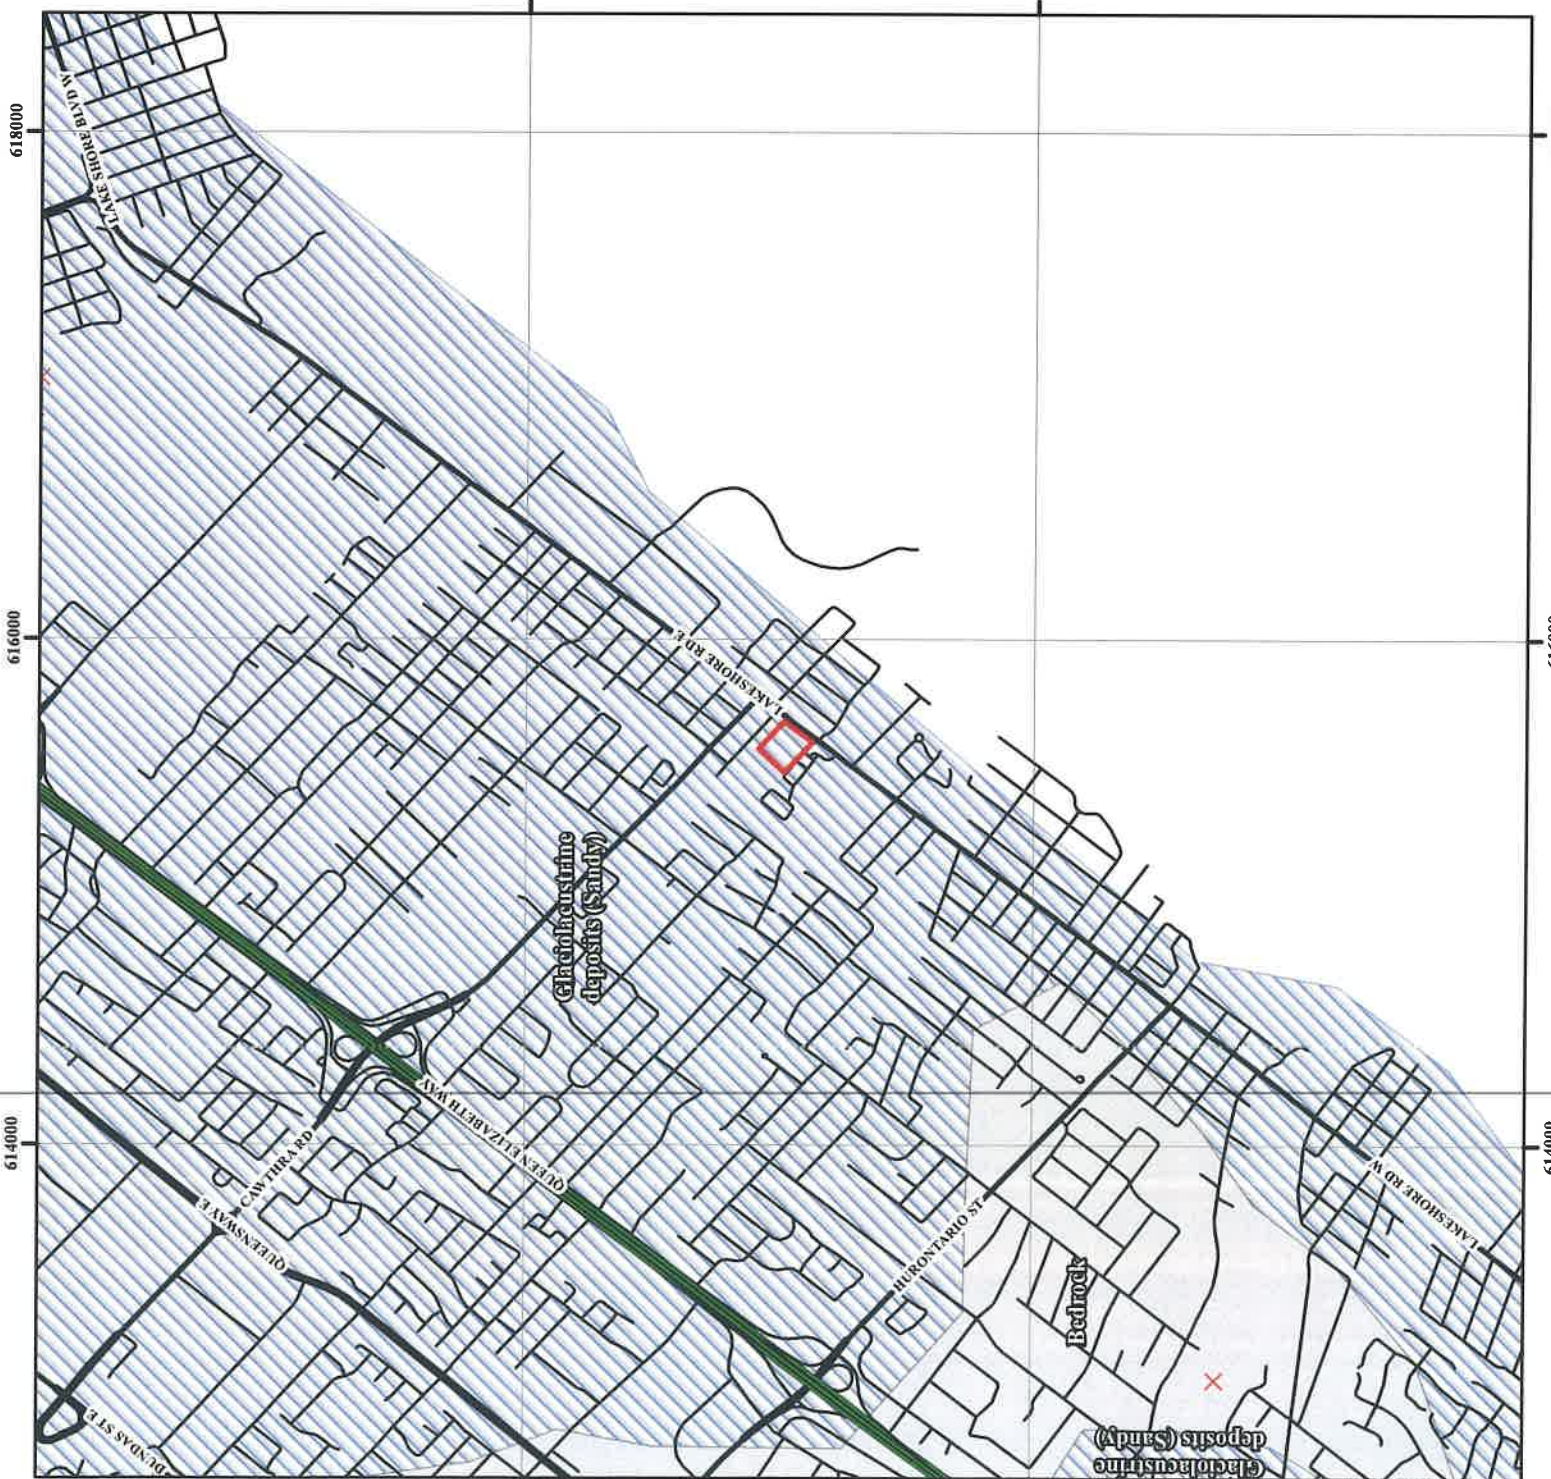 618000
LAKE SHORE BLVD W
616000
LAKESHORE RD E
Glaciolacustrine
deposits (Sandy)
614000
614000
QUEEN ELIZABETH WAY
CAWTHRA RD
QUEENSWAY E
HURONTARIO ST
LAKESHORE RD W
Bedrock
DUNDAS ST E
Glaciolacustrine
deposits (Sandy)